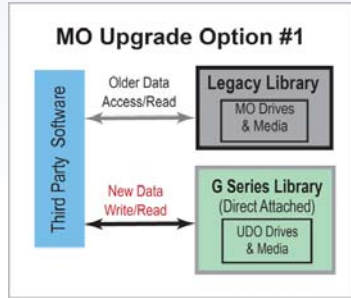 MO Upgrade Option #1
Third Party Software
Older Data
Access/Read
Legacy Library
MO Drives
& Media
New Data
Write/Read
G Series Library
(Direct Attached)
UDO Drives
& Media